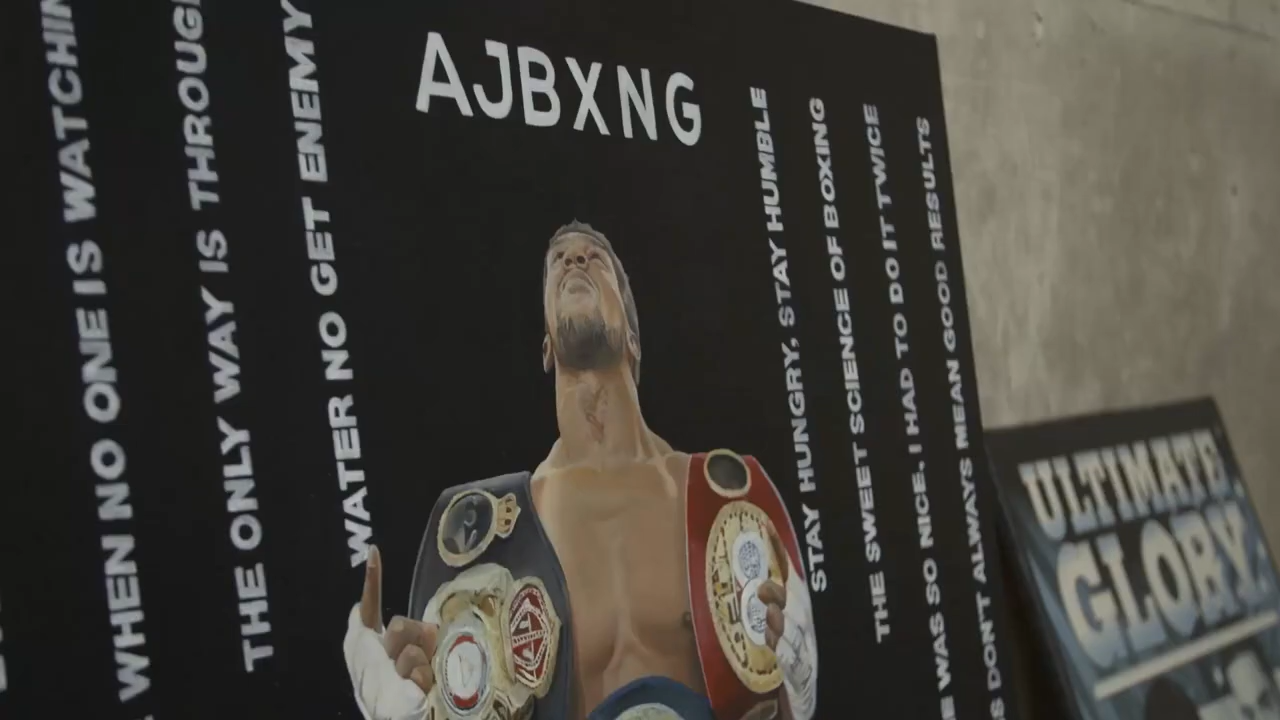 WHEN NO ONE IS WATCHIN
THE ONLY WAY IS THROUG
WATER NO GET ENEMY
AJBXNG
STAY HUNGRY, STAY HUMBLE
THE SWEET SCIENCE OF BOXING
E WAS SO NICE, I HAD TO DO IT TWICE
S DON'T ALWAYS MEAN GOOD RESULTS
ULTIMATE
GLORY